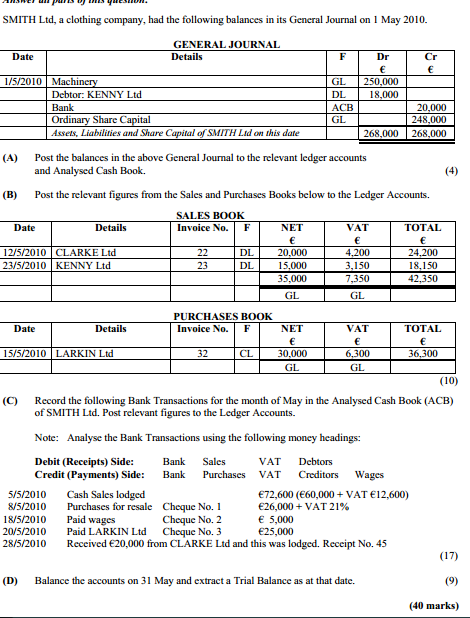 Answer all parts of this question.
SMITH Ltd, a clothing company, had the following balances in its General Journal on 1 May 2010.
GENERAL JOURNAL
Date Details F Dr Cr
€ €
1/5/2010 Machinery GL 250,000
Debtor: KENNY Ltd DL 18,000
Bank ACB 20,000
Ordinary Share Capital GL 248,000
Assets, Liabilities and Share Capital of SMITH Ltd on this date 268,000 268,000
(A) Post the balances in the above General Journal to the relevant ledger accounts
and Analysed Cash Book. (4)
(B) Post the relevant figures from the Sales and Purchases Books below to the Ledger Accounts.
SALES BOOK
Date Details Invoice No. F NET VAT TOTAL
€ € €
12/5/2010 CLARKE Ltd 22 DL 20,000 4,200 24,200
23/5/2010 KENNY Ltd 23 DL 15,000 3,150 18,150
35,000 7,350 42,350
GL GL
PURCHASES BOOK
Date Details Invoice No. F NET VAT TOTAL
€ € €
15/5/2010 LARKIN Ltd 32 CL 30,000 6,300 36,300
GL GL
(10)
(C) Record the following Bank Transactions for the month of May in the Analysed Cash Book (ACB)
of SMITH Ltd. Post relevant figures to the Ledger Accounts.
Note: Analyse the Bank Transactions using the following money headings:
Debit (Receipts) Side: Bank Sales VAT Debtors
Credit (Payments) Side: Bank Purchases VAT Creditors Wages
5/5/2010 Cash Sales lodged €72,600 (€60,000 + VAT €12,600)
8/5/2010 Purchases for resale Cheque No. 1 €26,000 + VAT 21%
18/5/2010 Paid wages Cheque No. 2 € 5,000
20/5/2010 Paid LARKIN Ltd Cheque No. 3 €25,000
28/5/2010 Received €20,000 from CLARKE Ltd and this was lodged. Receipt No. 45
(17)
(D) Balance the accounts on 31 May and extract a Trial Balance as at that date. (9)
(40 marks)